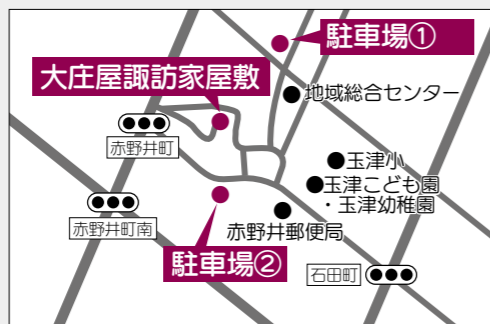 駐車場①
大庄屋諏訪家屋敷
地域総合センター
赤野井町
玉津小
玉津こども園
・玉津幼稚園
赤野井町南
赤野井郵便局
駐車場②
石田町